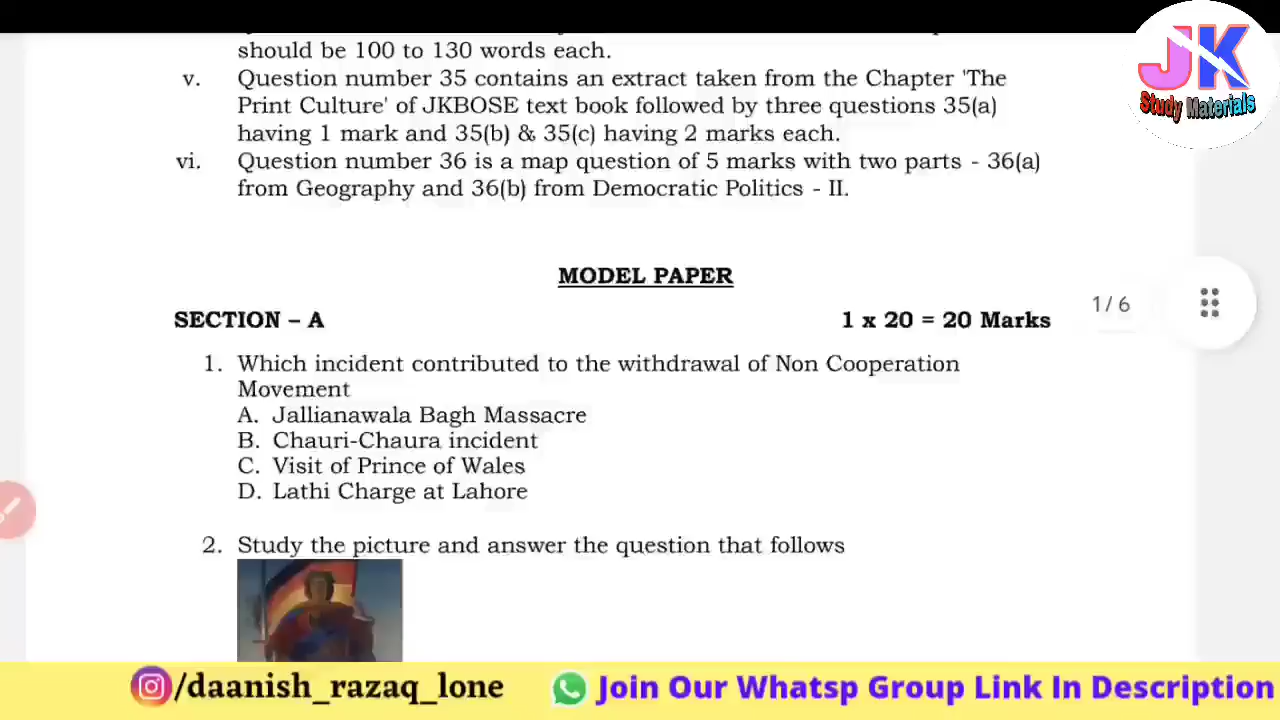 should be 100 to 130 words each.
v. Question number 35 contains an extract taken from the Chapter 'The
Print Culture' of JKBOSE text book followed by three questions 35(a)
having 1 mark and 35(b) & 35(c) having 2 marks each.
vi. Question number 36 is a map question of 5 marks with two parts - 36(a)
from Geography and 36(b) from Democratic Politics - II.
JK
Study Materials
MODEL PAPER
SECTION – A 1 x 20 = 20 Marks
1 / 6
1. Which incident contributed to the withdrawal of Non Cooperation
Movement
A. Jallianawala Bagh Massacre
B. Chauri-Chaura incident
C. Visit of Prince of Wales
D. Lathi Charge at Lahore
2. Study the picture and answer the question that follows
/daanish_razaq_lone Join Our Whatsp Group Link In Description